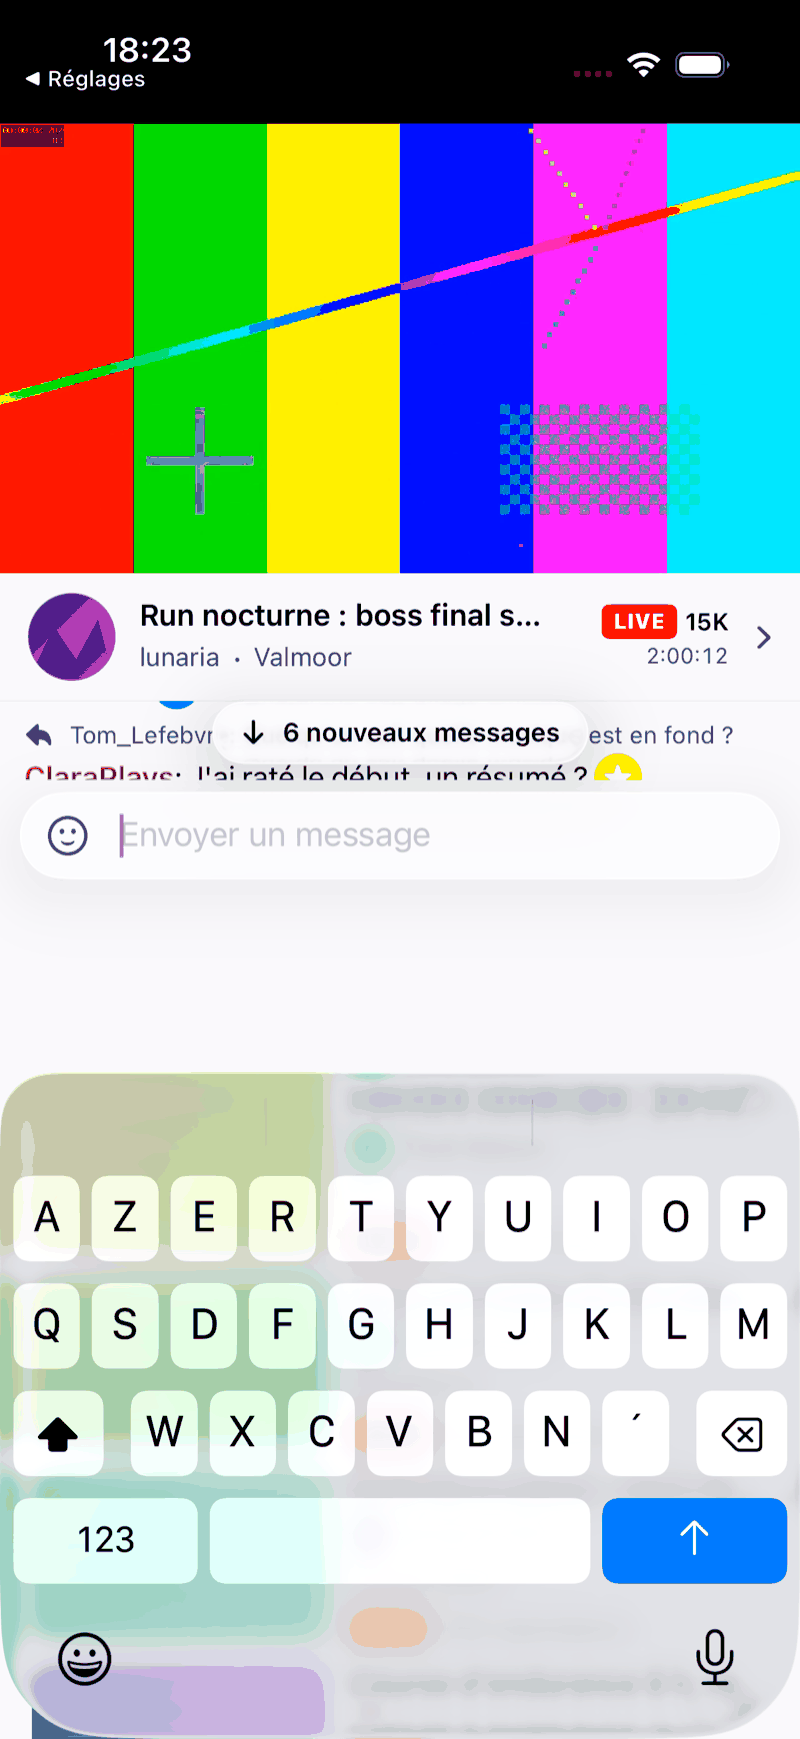 18:23
◀ Réglages
Run nocturne : boss final s...
LIVE 15K
lunaria • Valmoor
2:00:12
Tom_Lefebvr
est en fond ?
↓ 6 nouveaux messages
ClaraPlays: J'ai raté le début, un résumé ?
Envoyer un message
A Z E R T Y U I O P
Q S D F G H J K L M
W X C V B N ´
123